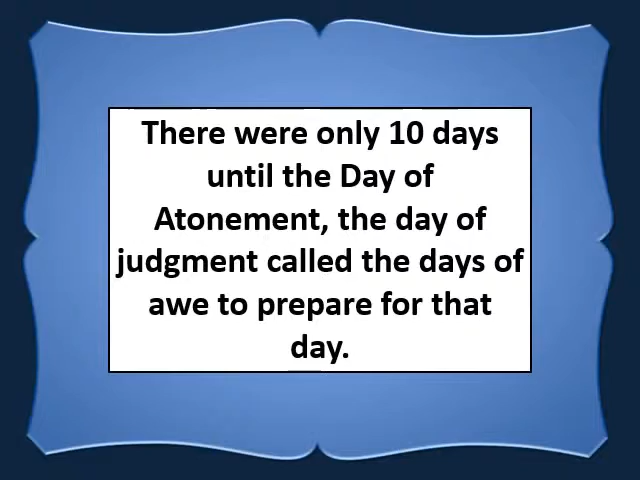 There were only 10 days
until the Day of
Atonement, the day of
judgment called the days of
awe to prepare for that
day.